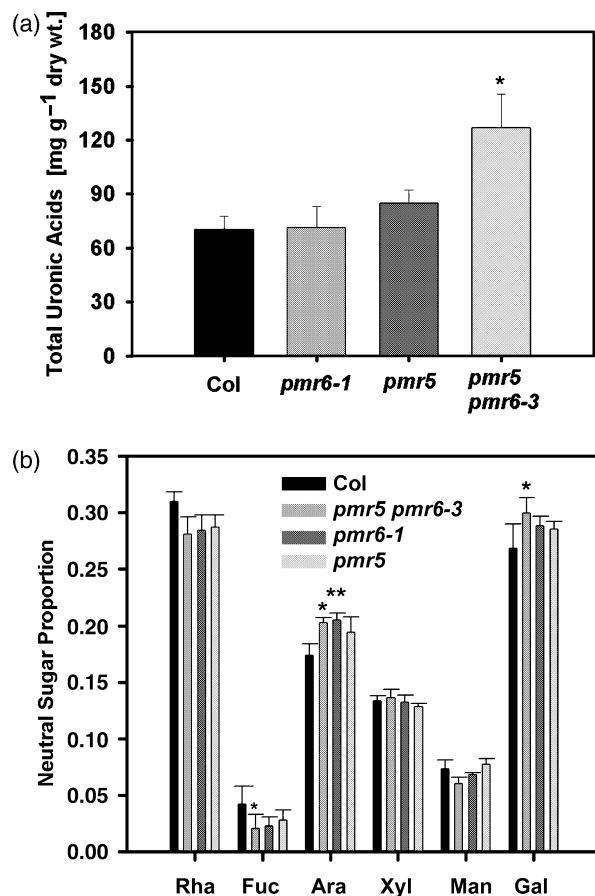 (a)
Total Uronic Acids [mg g−1 dry wt.]
180
150
120
90
60
30
0
*
Col
pmr6-1
pmr5
pmr5
pmr6-3
(b)
Neutral Sugar Proportion
0.35
0.30
0.25
0.20
0.15
0.10
0.05
0.00
Col
pmr5 pmr6-3
pmr6-1
pmr5
*
*
**
*
Rha
Fuc
Ara
Xyl
Man
Gal